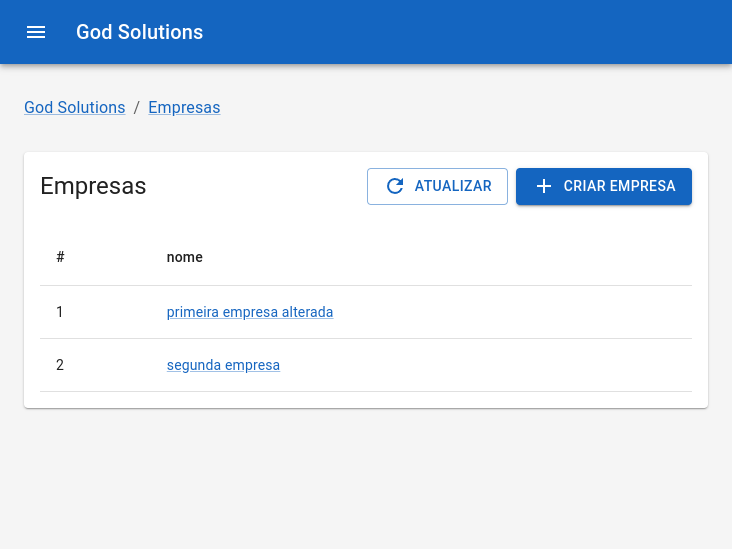 God Solutions
God Solutions / Empresas
Empresas
ATUALIZAR
CRIAR EMPRESA
# nome
1 primeira empresa alterada
2 segunda empresa